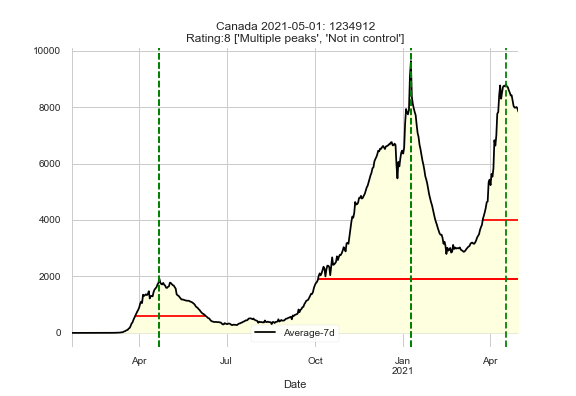 Canada 2021-05-01: 1234912
Rating:8 ['Multiple peaks', 'Not in control']
10000
8000
6000
4000
2000
0
Average-7d
Apr
Jul
Oct
Jan
2021
Apr
Date